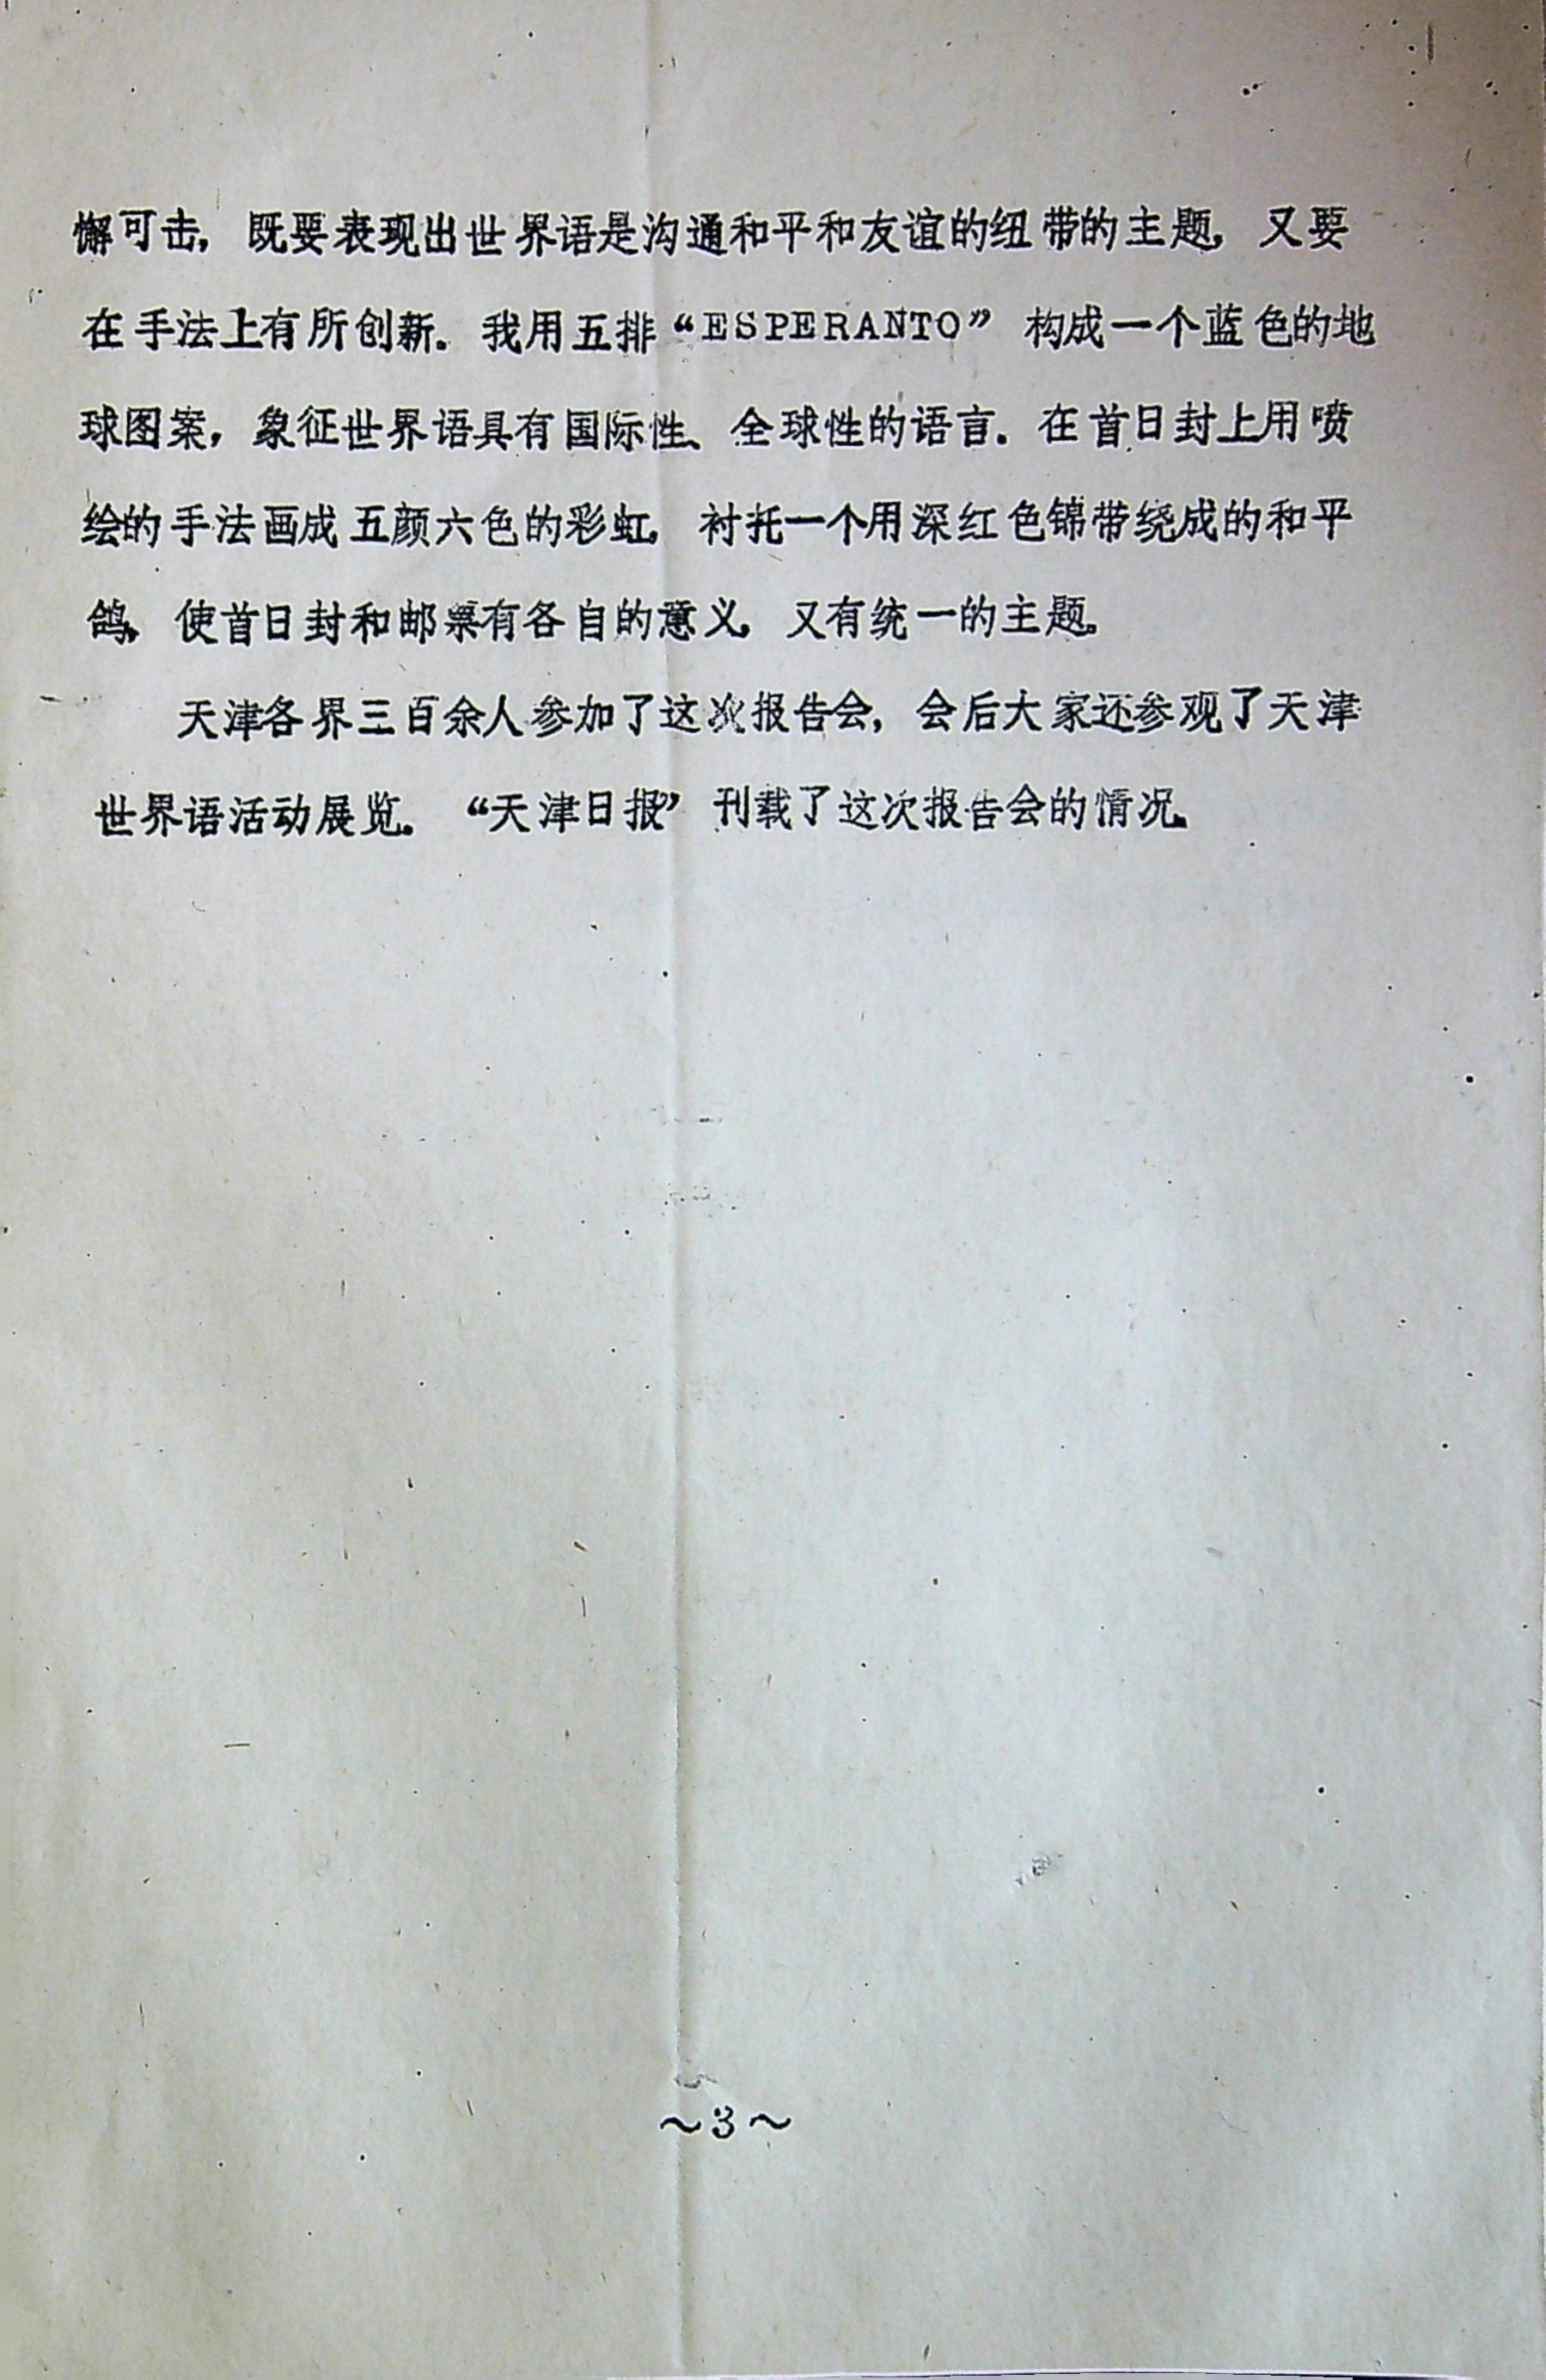 懈可击，既要表现出世界语是沟通和平和友谊的纽带的主题，又要
在手法上有所创新。我用五排“ESPERANTO”构成一个蓝色的地
球图案，象征世界语具有国际性、全球性的语言．在首日封上用喷
绘的手法画成五颜六色的彩虹，衬托一个用深红色锦带绕成的和平
鸽，使首日封和邮票有各自的意义，又有统一的主题。
天津各界三百余人参加了这次报告会，会后大家还参观了天津
世界语活动展览。“天津日报”刊载了这次报告会的情况。
～3～